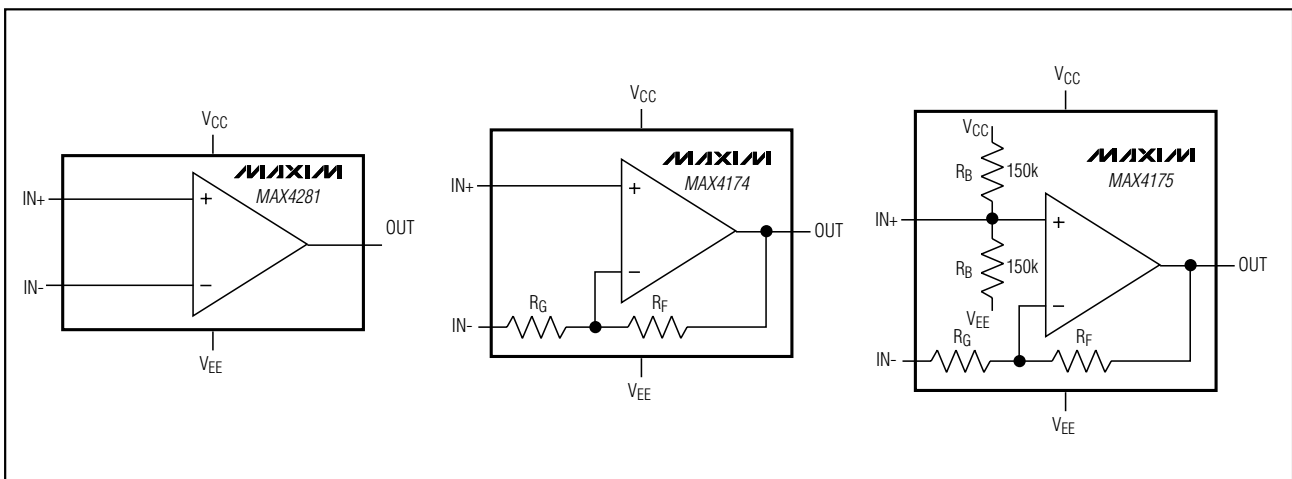 VCC
MAXIM
MAX4281
IN+
+
OUT
IN-
−
VEE
VCC
MAXIM
MAX4174
IN+
+
OUT
−
RG
RF
IN-
VEE
VCC
VCC
MAXIM
RB
150k
MAX4175
IN+
+
RB
150k
OUT
−
VEE
RG
RF
IN-
VEE